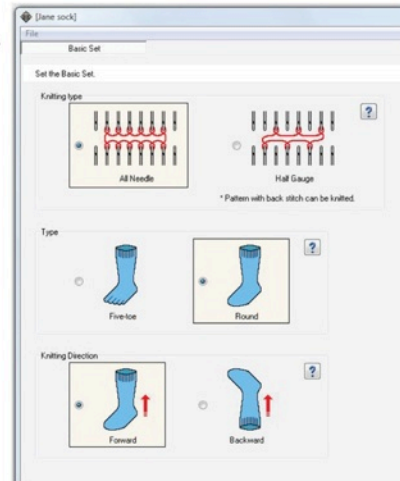 [Jane sock]
File
Basic Set
Set the Basic Set.
Knitting type
?
All Needle
Half Gauge
* Pattern with back stitch can be knitted.
Type
?
Five-toe
Round
Knitting Direction
?
Forward
Backward